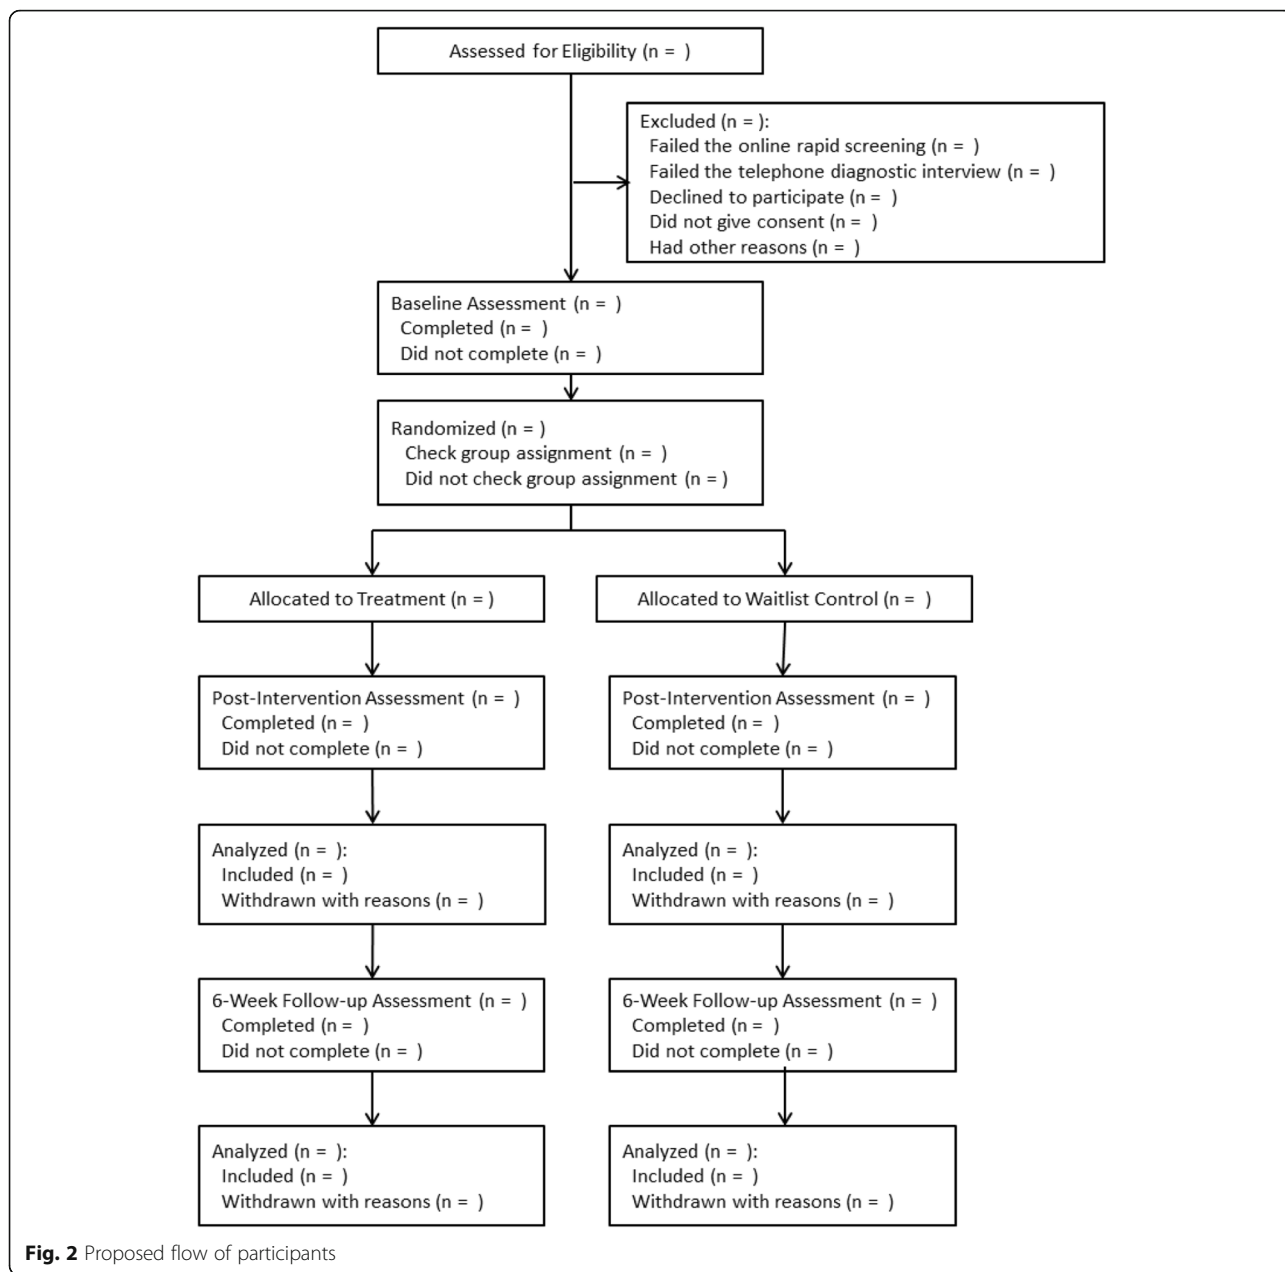 Assessed for Eligibility (n =  )
Excluded (n = ):
Failed the online rapid screening (n =  )
Failed the telephone diagnostic interview (n =  )
Declined to participate (n =  )
Did not give consent (n =  )
Had other reasons (n =  )
Baseline Assessment (n =  )
Completed (n =  )
Did not complete (n =  )
Randomized (n = )
Check group assignment (n =  )
Did not check group assignment (n = )
Allocated to Treatment (n = )
Allocated to Waitlist Control (n =  )
Post-Intervention Assessment (n =  )
Completed (n =  )
Did not complete (n =  )
Post-Intervention Assessment (n =  )
Completed (n =  )
Did not complete (n =  )
Analyzed (n =  ):
Included (n =  )
Withdrawn with reasons (n =  )
Analyzed (n =  ):
Included (n =  )
Withdrawn with reasons (n =  )
6-Week Follow-up Assessment (n =  )
Completed (n =  )
Did not complete (n =  )
6-Week Follow-up Assessment (n =  )
Completed (n =  )
Did not complete (n =  )
Analyzed (n =  ):
Included (n =  )
Withdrawn with reasons (n =  )
Analyzed (n =  ):
Included (n =  )
Withdrawn with reasons (n =  )
Fig. 2 Proposed flow of participants